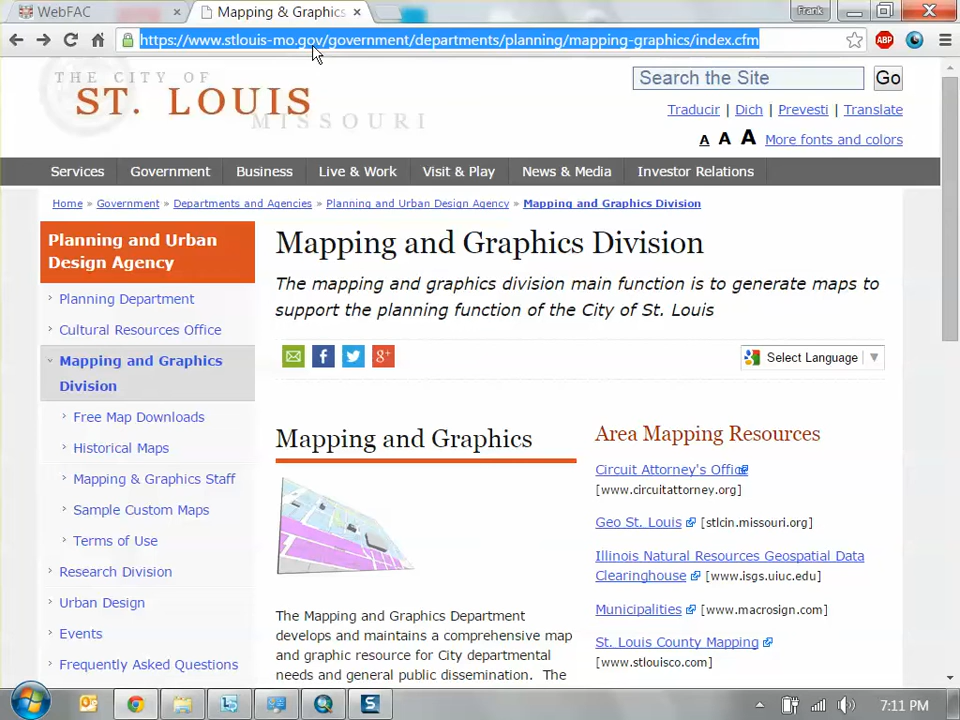 WebFAC
Mapping & Graphics
Frank
https://www.stlouis-mo.gov/government/departments/planning/mapping-graphics/index.cfm
ABP
THE CITY OF
ST. LOUIS
MISSOURI
Search the Site
Go
Traducir | Dich | Prevesti | Translate
A A A More fonts and colors
Services Government Business Live & Work Visit & Play News & Media Investor Relations
Home » Government » Departments and Agencies » Planning and Urban Design Agency » Mapping and Graphics Division
Planning and Urban
Design Agency
Planning Department
Cultural Resources Office
Mapping and Graphics
Division
Free Map Downloads
Historical Maps
Mapping & Graphics Staff
Sample Custom Maps
Terms of Use
Research Division
Urban Design
Events
Frequently Asked Questions
Mapping and Graphics Division
The mapping and graphics division main function is to generate maps to
support the planning function of the City of St. Louis
Select Language
Mapping and Graphics
The Mapping and Graphics Department
develops and maintains a comprehensive map
and graphic resource for City departmental
needs and general public dissemination. The
Area Mapping Resources
Circuit Attorney's Office
[www.circuitattorney.org]
Geo St. Louis [stlcin.missouri.org]
Illinois Natural Resources Geospatial Data
Clearinghouse [www.isgs.uiuc.edu]
Municipalities [www.macrosign.com]
St. Louis County Mapping
[www.stlouisco.com]
7:11 PM